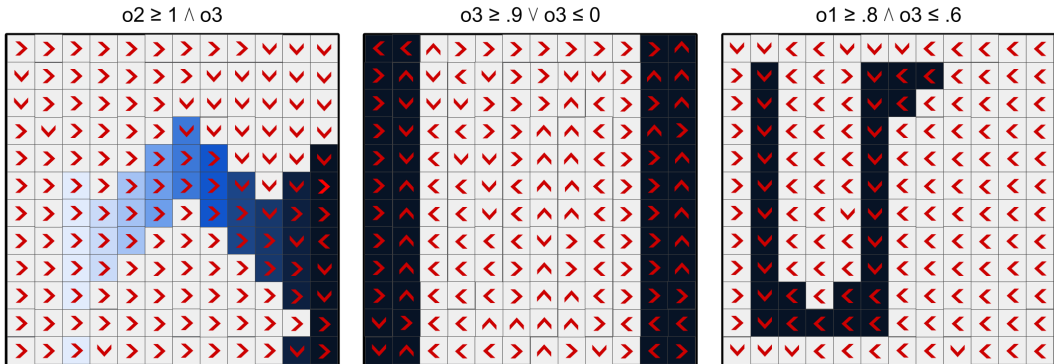 o2 ≥ 1 ∧ o3
o3 ≥ .9 ∨ o3 ≤ 0
o1 ≥ .8 ∧ o3 ≤ .6